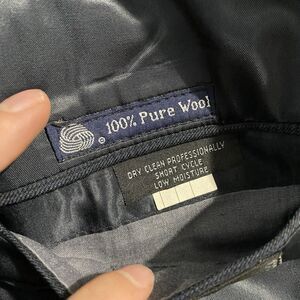 100% Pure Wool
DRY CLEAN PROFESSIONALLY
SHORT CYCLE
LOW MOISTURE